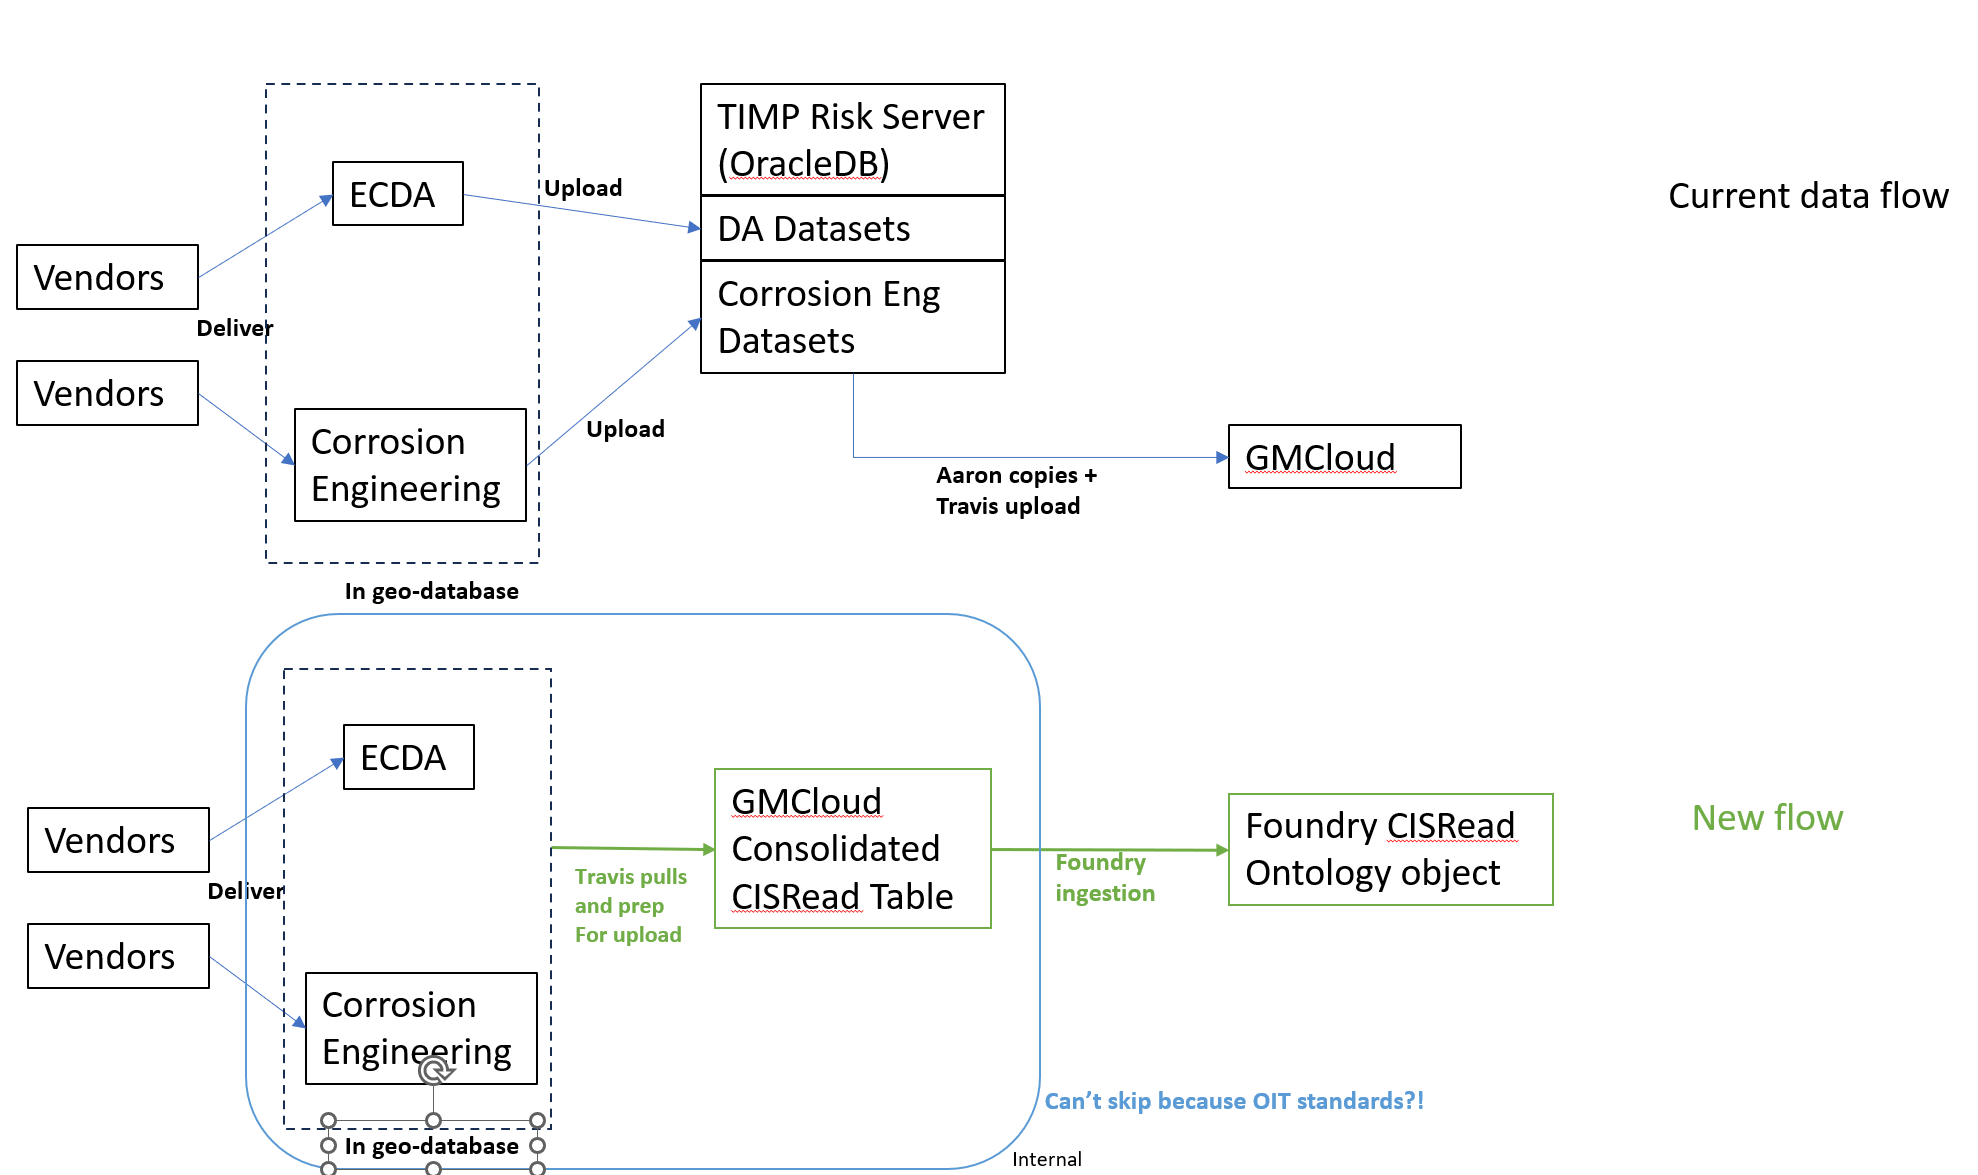 TIMP Risk Server
(OracleDB)
ECDA
Upload
Current data flow
DA Datasets
Vendors
Corrosion Eng
Datasets
Deliver
Vendors
Corrosion
Engineering
Upload
GMCloud
Aaron copies +
Travis upload
In geo-database
ECDA
GMCloud
Consolidated
CISRead Table
Foundry CISRead
Ontology object
New flow
Vendors
Foundry
ingestion
Travis pulls
and prep
For upload
Deliver
Vendors
Corrosion
Engineering
Can't skip because OIT standards?!
In geo-database
Internal